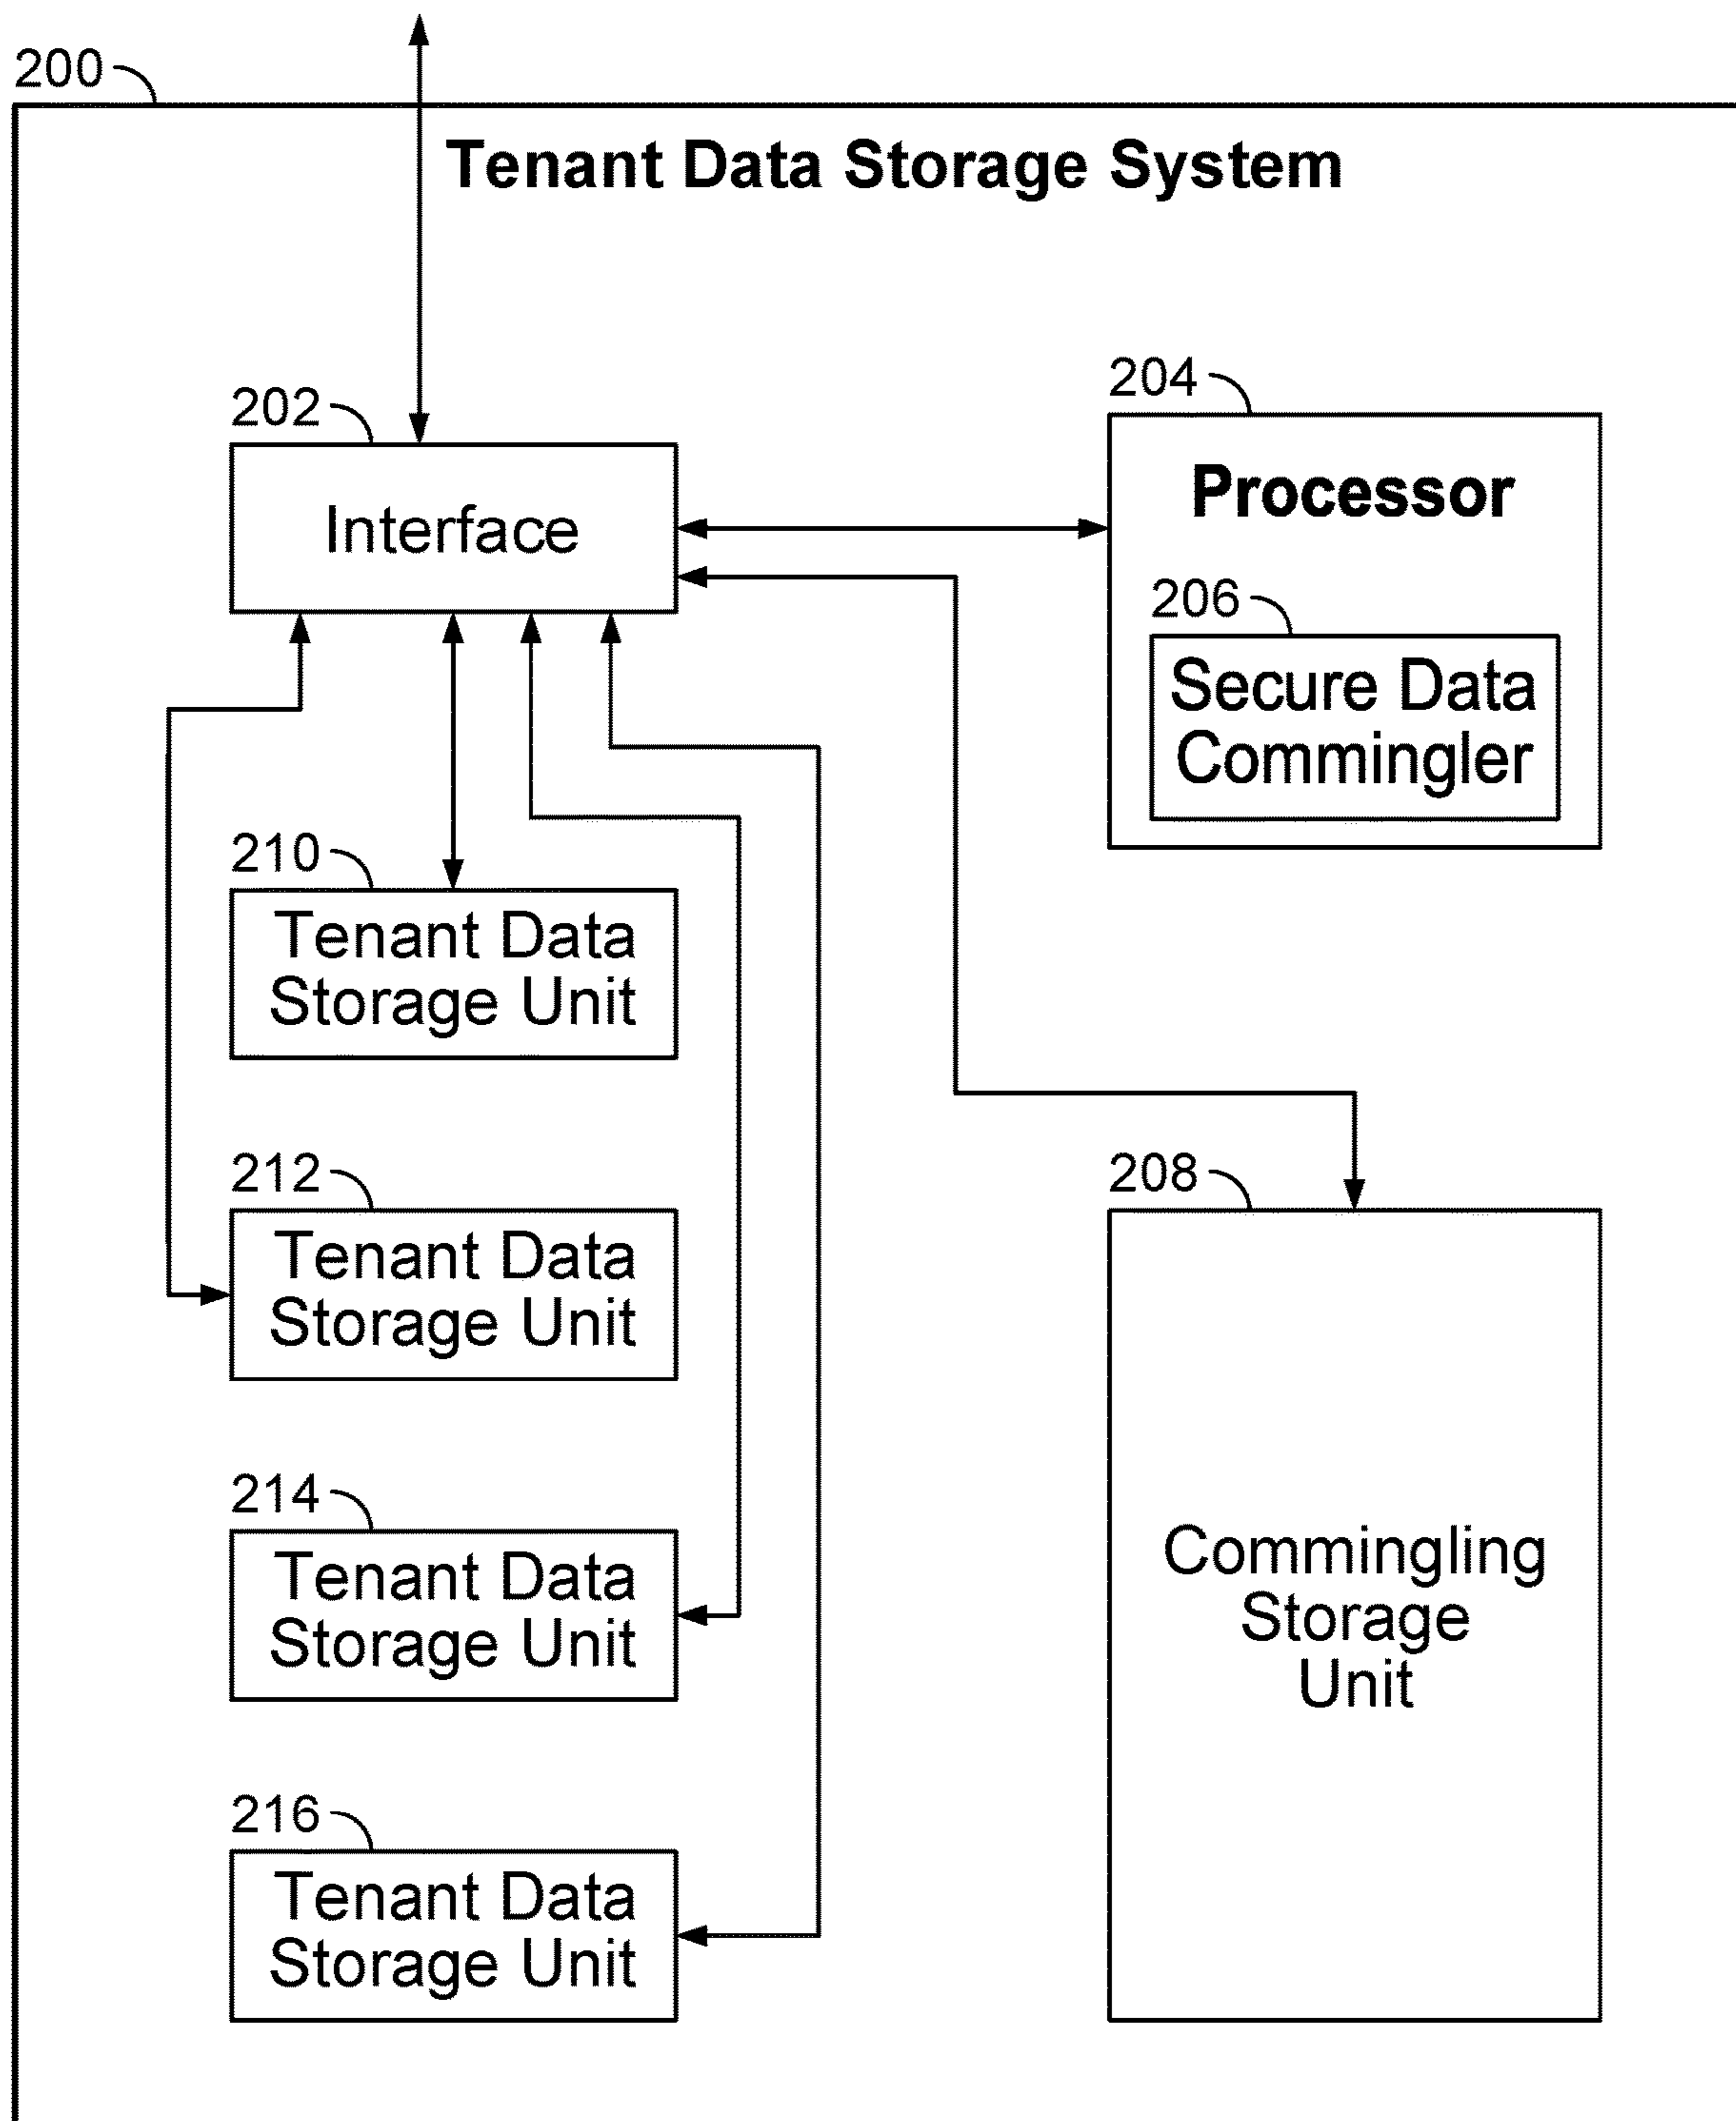 200
Tenant Data Storage System
202
Interface
204
Processor
206
Secure Data
Commingler
210
Tenant Data
Storage Unit
212
Tenant Data
Storage Unit
214
Tenant Data
Storage Unit
216
Tenant Data
Storage Unit
208
Commingling
Storage
Unit